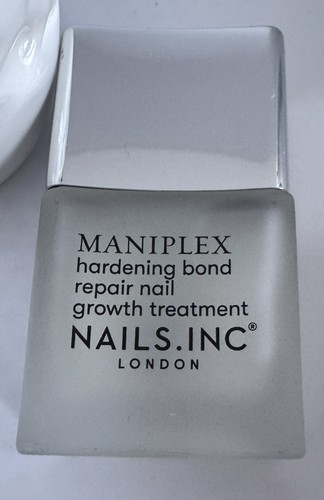 MANIPLEX
hardening bond
repair nail
growth treatment
NAILS.INC®
LONDON